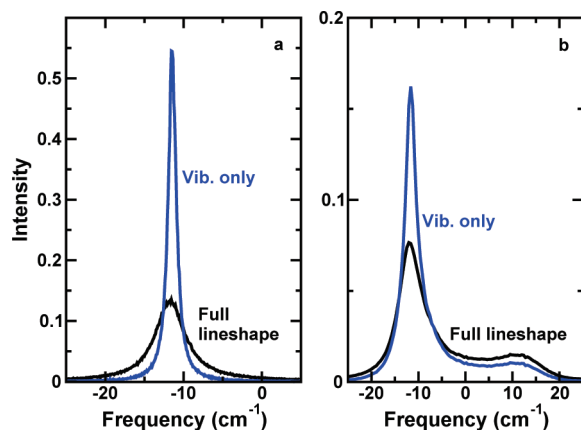 a
0.5
0.4
0.3
0.2
0.1
0
Intensity
Vib. only
Full
lineshape
-20
-10
0
Frequency (cm-1)
b
0.2
0.1
0
Vib. only
Full lineshape
-20
-10
0
10
20
Frequency (cm-1)